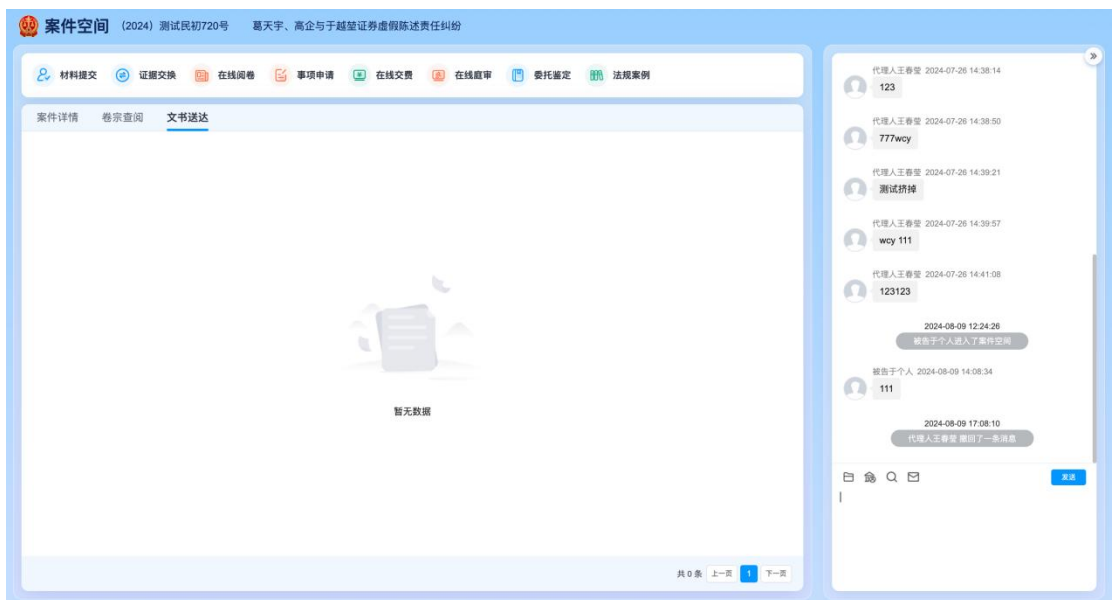 案件空间 (2024) 测试民初720号 葛天宇、高企与于越堃证券虚假陈述责任纠纷
材料提交 证据交换 在线阅卷 事项申请 在线交费 在线庭审 委托鉴定 法规案例
案件详情 卷宗查阅 文书送达
暂无数据
共 0 条 上一页 1 下一页
代理人王春莹 2024-07-26 14:38:14
123
代理人王春莹 2024-07-26 14:38:50
777wcy
代理人王春莹 2024-07-26 14:39:21
测试挤掉
代理人王春莹 2024-07-26 14:39:57
wcy 111
代理人王春莹 2024-07-26 14:41:08
123123
2024-08-09 12:24:26
被告于个人进入了案件空间
被告于个人 2024-08-09 14:08:34
111
2024-08-09 17:08:10
代理人王春莹 撤回了一条消息
发送